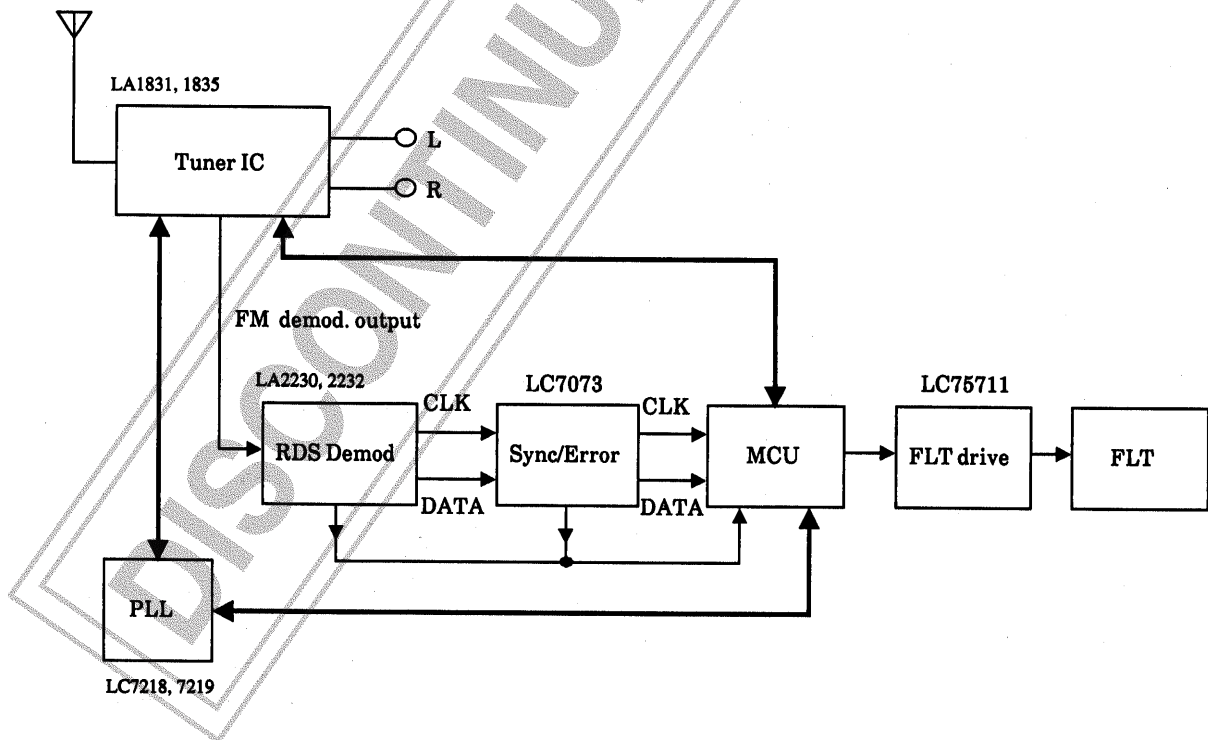 LA1831, 1835
Tuner IC
L
R
FM demod. output
LA2230, 2232
RDS Demod
CLK
DATA
LC7073
Sync/Error
CLK
DATA
MCU
LC75711
FLT drive
FLT
PLL
LC7218, 7219
DISCONTINU